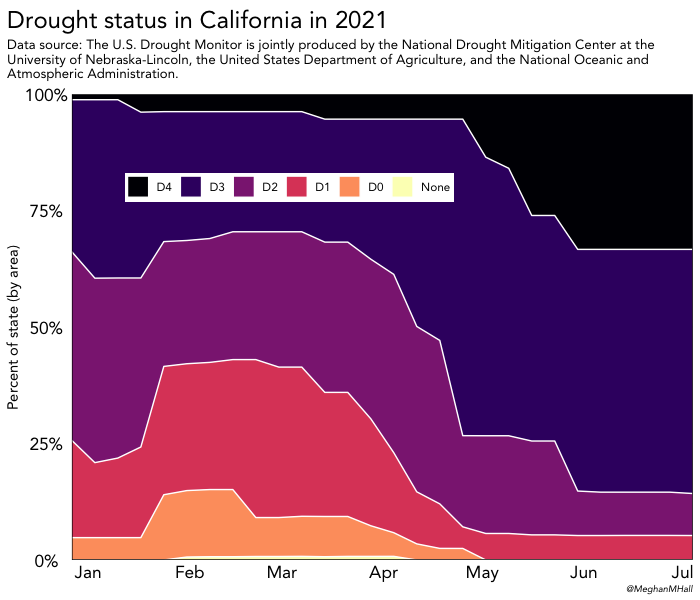 Drought status in California in 2021
Data source: The U.S. Drought Monitor is jointly produced by the National Drought Mitigation Center at the
University of Nebraska-Lincoln, the United States Department of Agriculture, and the National Oceanic and
Atmospheric Administration.
100%
D4 D3 D2 D1 D0 None
75%
Percent of state (by area)
50%
25%
0%
Jan Feb Mar Apr May Jun Jul
@MeghanMHall